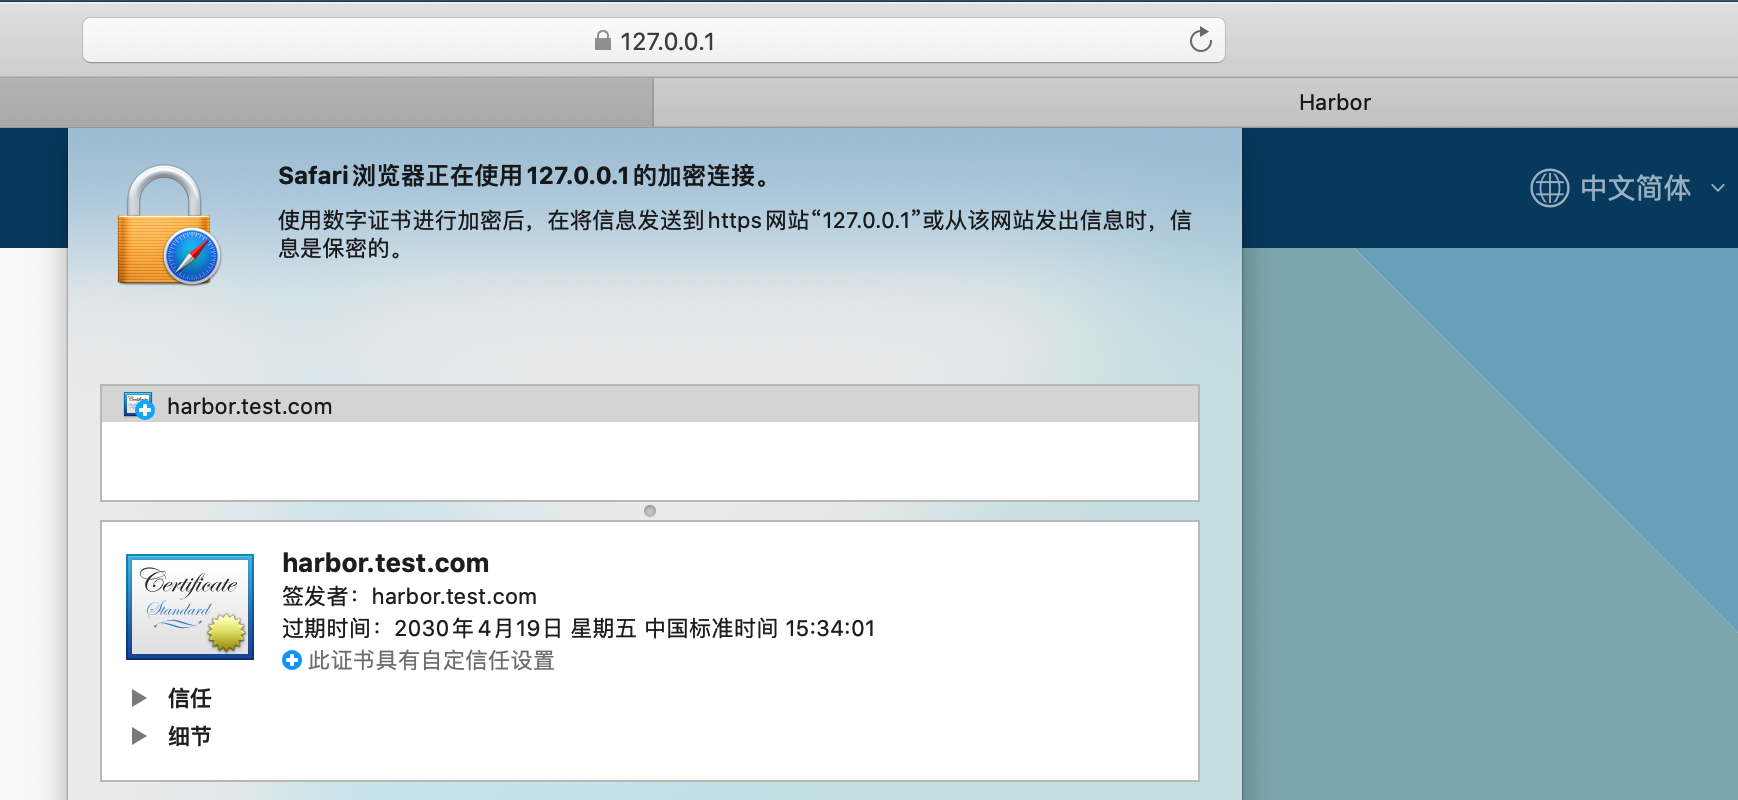 127.0.0.1
Harbor
Safari浏览器正在使用127.0.0.1的加密连接。
使用数字证书进行加密后，在将信息发送到https网站“127.0.0.1”或从该网站发出信息时，信
息是保密的。
中文简体
harbor.test.com
Certificate
Standard
harbor.test.com
签发者：harbor.test.com
过期时间：2030年4月19日 星期五 中国标准时间 15:34:01
此证书具有自定信任设置
信任
细节